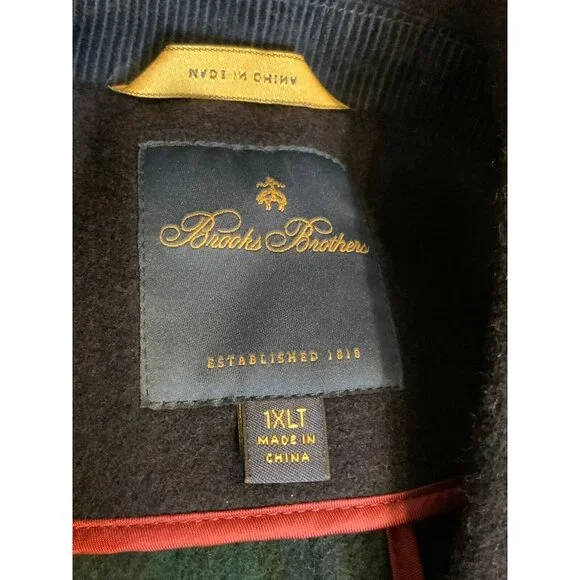 MADE IN CHINA
Brooks Brothers
ESTABLISHED 1818
1XLT
MADE IN
CHINA